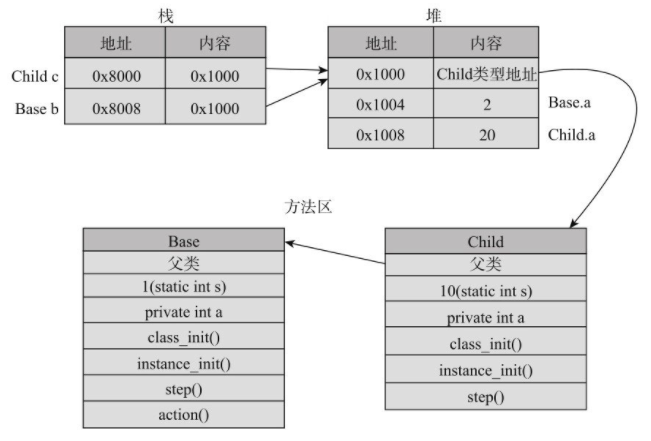 栈
地址 内容
Child c 0x8000 0x1000
Base b 0x8008 0x1000
堆
地址 内容
0x1000 Child类型地址
0x1004 2 Base.a
0x1008 20 Child.a
方法区
Base
父类
1(static int s)
private int a
class_init()
instance_init()
step()
action()
Child
父类
10(static int s)
private int a
class_init()
instance_init()
step()